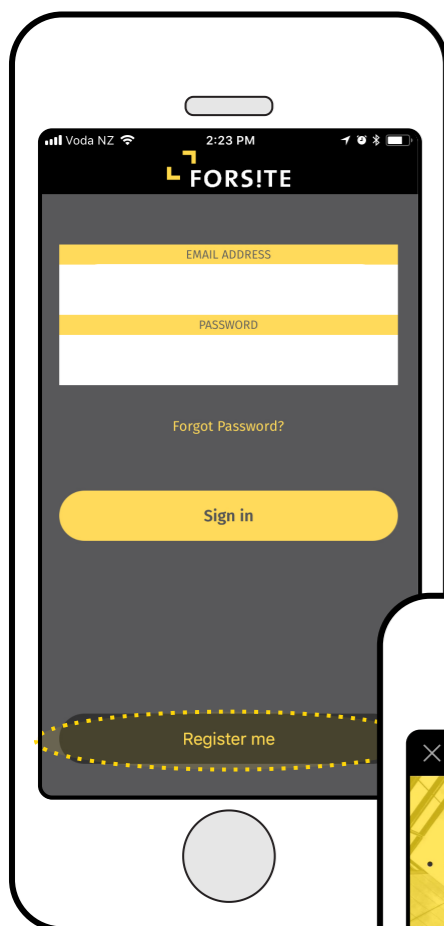 Voda NZ 2:23 PM
FORS!TE
EMAIL ADDRESS
PASSWORD
Forgot Password?
Sign in
Register me